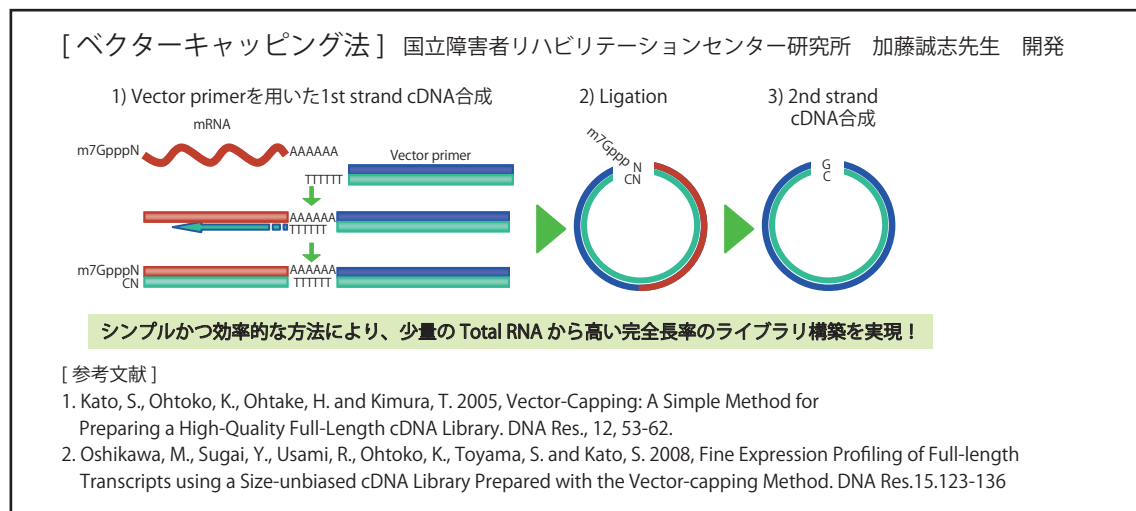 [ ベクターキャッピング法 ] 国立障害者リハビリテーションセンター研究所 加藤誠志先生 開発
1) Vector primerを用いた1st strand cDNA合成
mRNA
m7GpppN
AAAAAA
Vector primer
TTTTTT
AAAAAA
TTTTTT
m7GpppN
AAAAAA
CN
TTTTTT
2) Ligation
m7Gppp N
CN
3) 2nd strand
cDNA合成
G
C
シンプルかつ効率的な方法により、少量の Total RNA から高い完全長率のライブラリ構築を実現！
[ 参考文献 ]
1. Kato, S., Ohtoko, K., Ohtake, H. and Kimura, T. 2005, Vector-Capping: A Simple Method for
Preparing a High-Quality Full-Length cDNA Library. DNA Res., 12, 53-62.
2. Oshikawa, M., Sugai, Y., Usami, R., Ohtoko, K., Toyama, S. and Kato, S. 2008, Fine Expression Profiling of Full-length
Transcripts using a Size-unbiased cDNA Library Prepared with the Vector-capping Method. DNA Res.15.123-136